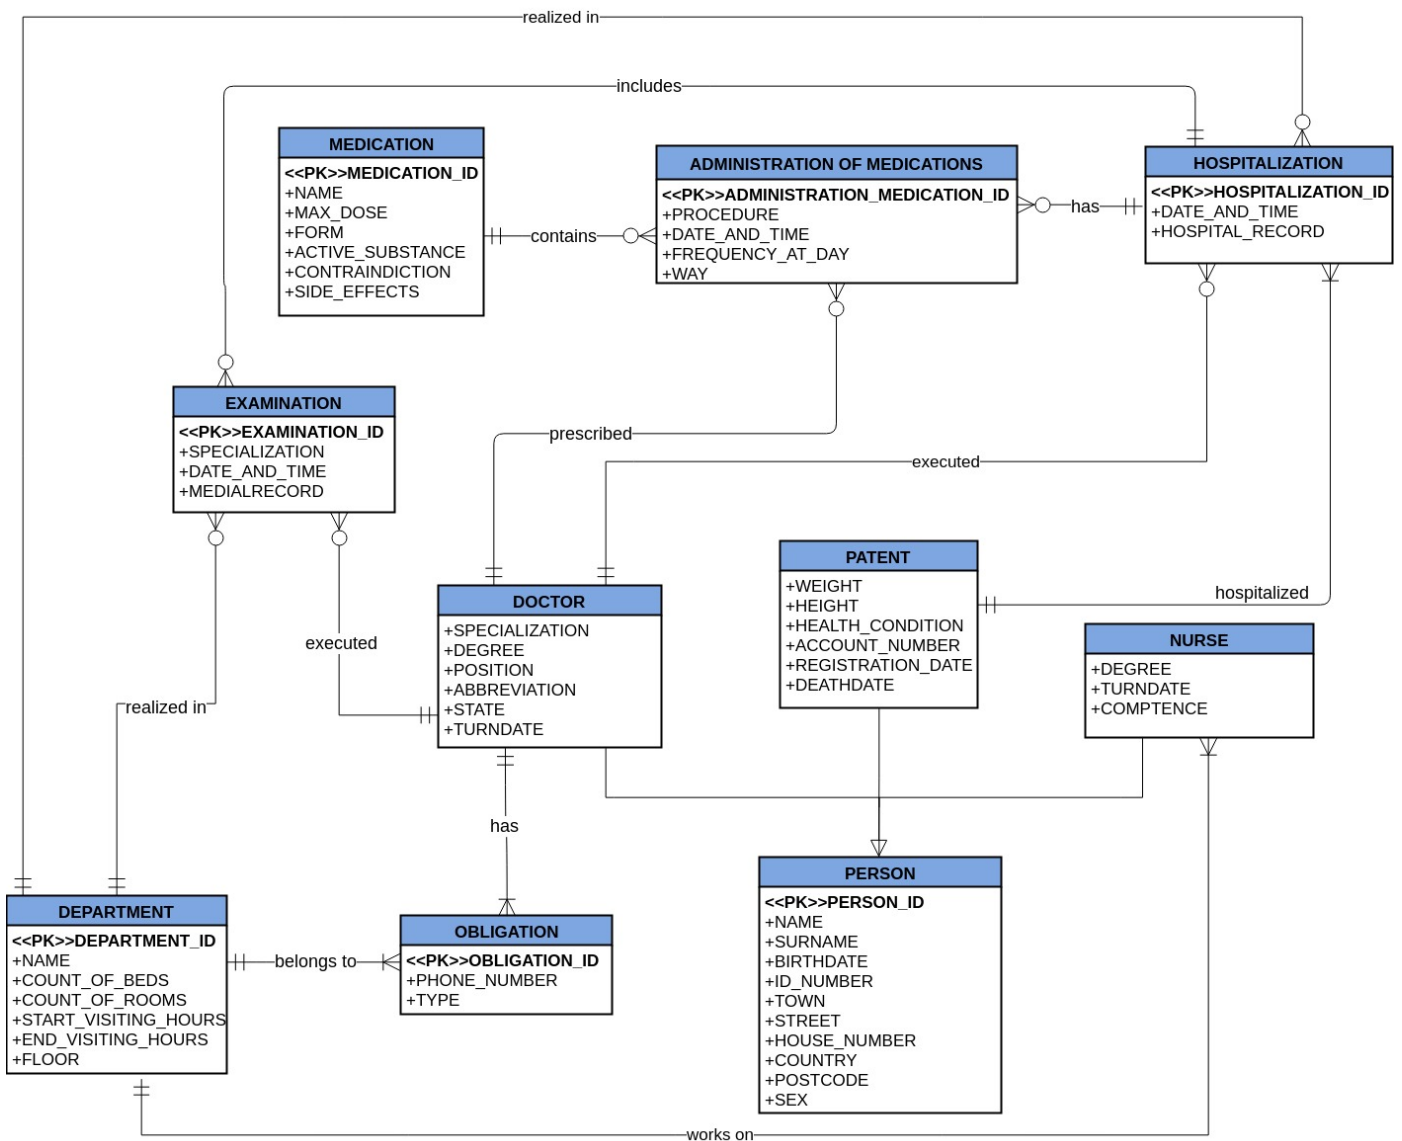 realized in
includes
MEDICATION
<<PK>>MEDICATION_ID
+NAME
+MAX_DOSE
+FORM
+ACTIVE_SUBSTANCE
+CONTRAINDICTION
+SIDE_EFFECTS
contains
ADMINISTRATION OF MEDICATIONS
<<PK>>ADMINISTRATION_MEDICATION_ID
+PROCEDURE
+DATE_AND_TIME
+FREQUENCY_AT_DAY
+WAY
has
HOSPITALIZATION
<<PK>>HOSPITALIZATION_ID
+DATE_AND_TIME
+HOSPITAL_RECORD
EXAMINATION
<<PK>>EXAMINATION_ID
+SPECIALIZATION
+DATE_AND_TIME
+MEDIALRECORD
prescribed
executed
executed
realized in
DOCTOR
+SPECIALIZATION
+DEGREE
+POSITION
+ABBREVIATION
+STATE
+TURNDATE
PATENT
+WEIGHT
+HEIGHT
+HEALTH_CONDITION
+ACCOUNT_NUMBER
+REGISTRATION_DATE
+DEATHDATE
hospitalized
NURSE
+DEGREE
+TURNDATE
+COMPTENCE
has
DEPARTMENT
<<PK>>DEPARTMENT_ID
+NAME
+COUNT_OF_BEDS
+COUNT_OF_ROOMS
+START_VISITING_HOURS
+END_VISITING_HOURS
+FLOOR
belongs to
OBLIGATION
<<PK>>OBLIGATION_ID
+PHONE_NUMBER
+TYPE
PERSON
<<PK>>PERSON_ID
+NAME
+SURNAME
+BIRTHDATE
+ID_NUMBER
+TOWN
+STREET
+HOUSE_NUMBER
+COUNTRY
+POSTCODE
+SEX
works on